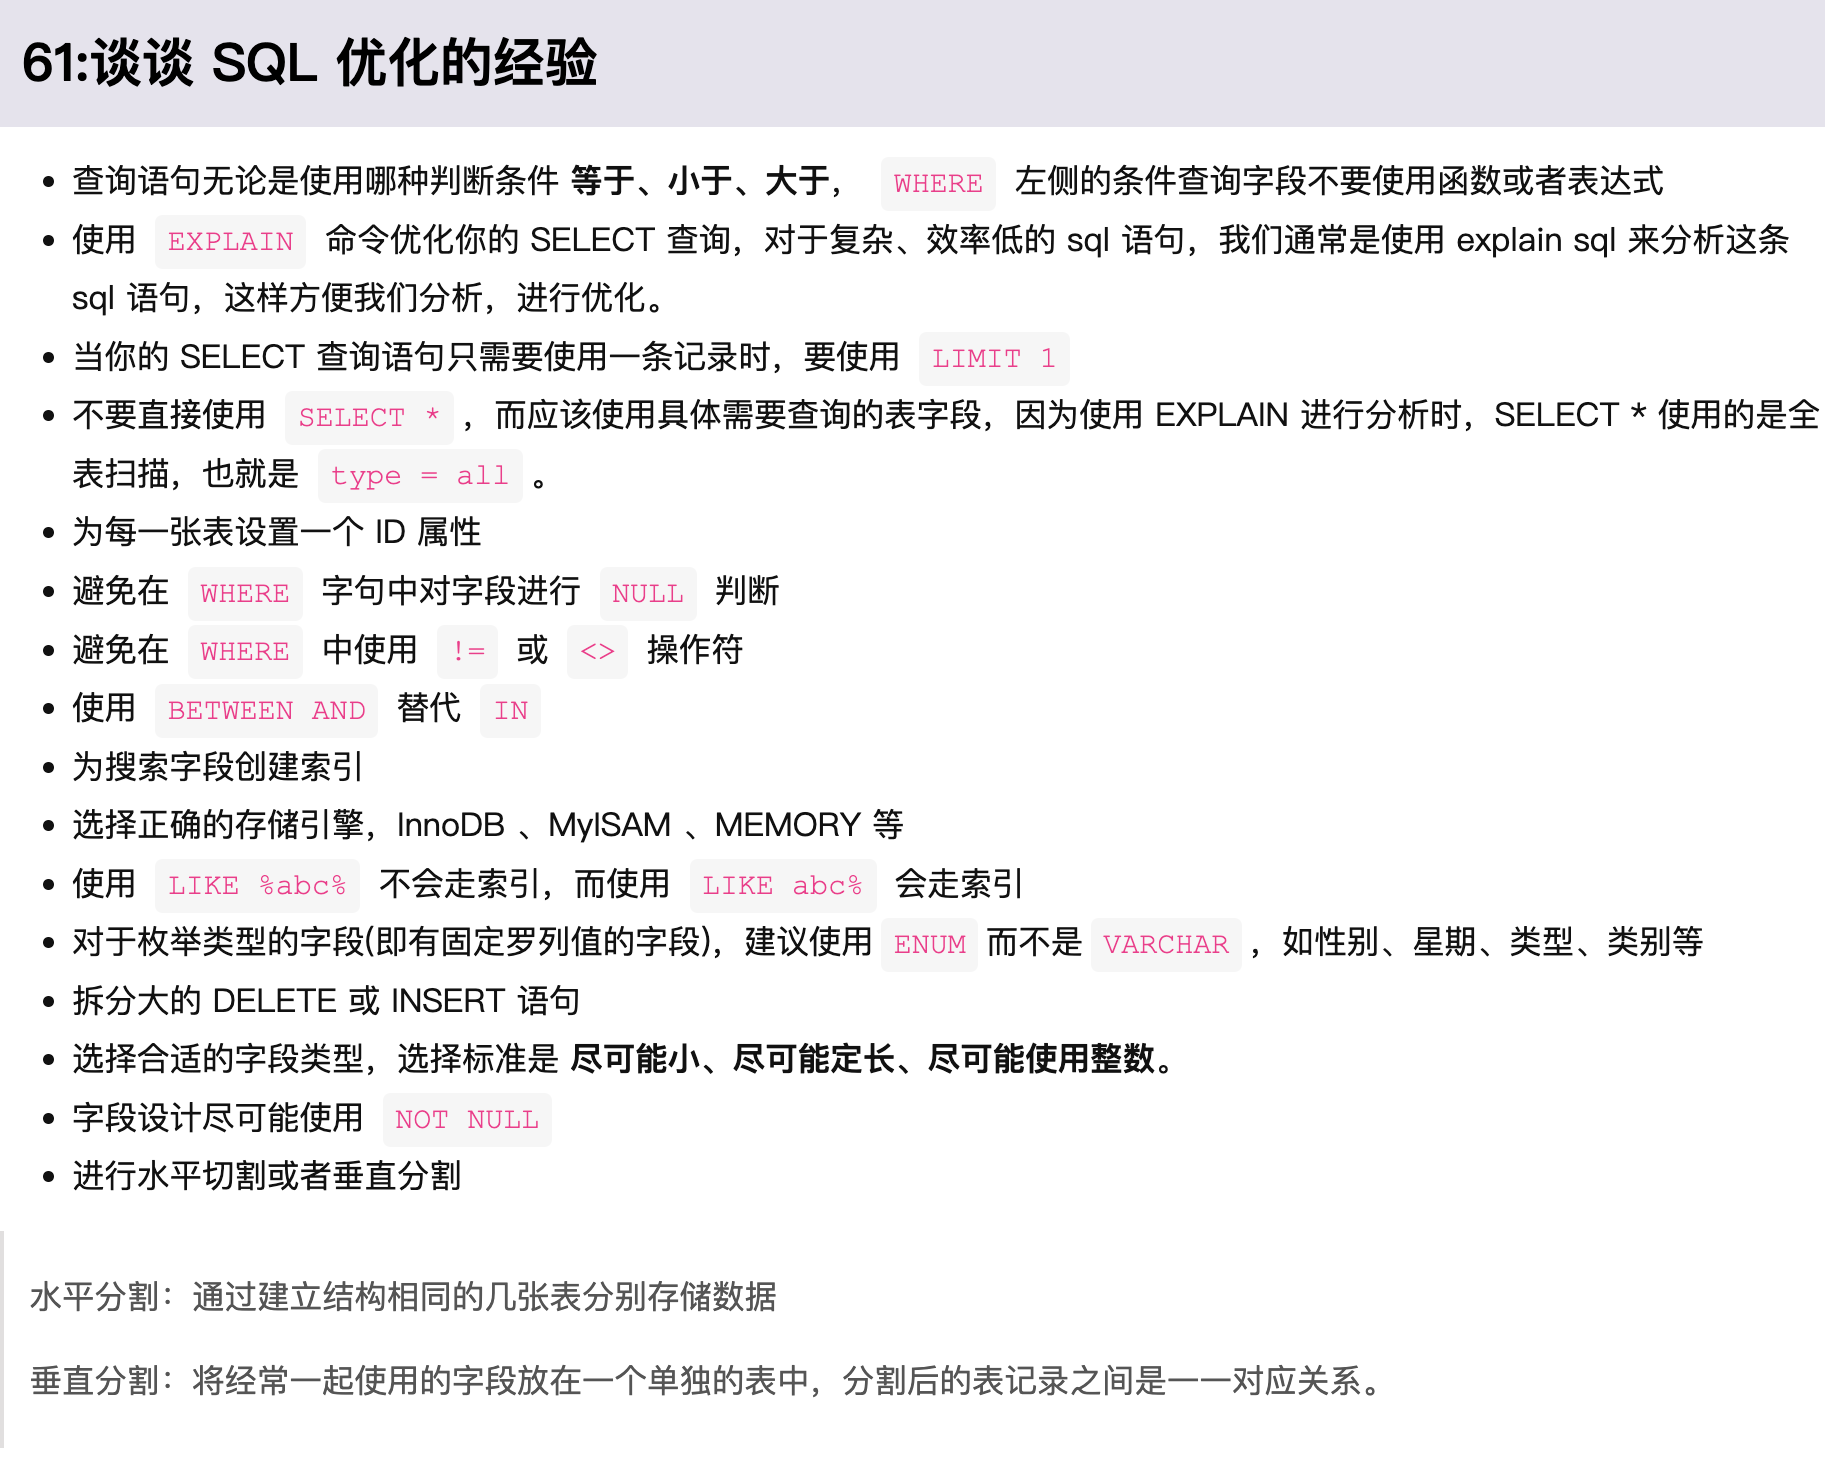 61:谈谈 SQL 优化的经验
• 查询语句无论是使用哪种判断条件 等于、小于、大于， WHERE 左侧的条件查询字段不要使用函数或者表达式
• 使用 EXPLAIN 命令优化你的 SELECT 查询，对于复杂、效率低的 sql 语句，我们通常是使用 explain sql 来分析这条
sql 语句，这样方便我们分析，进行优化。
• 当你的 SELECT 查询语句只需要使用一条记录时，要使用 LIMIT 1
• 不要直接使用 SELECT * ，而应该使用具体需要查询的表字段，因为使用 EXPLAIN 进行分析时，SELECT * 使用的是全
表扫描，也就是 type = all 。
• 为每一张表设置一个 ID 属性
• 避免在 WHERE 字句中对字段进行 NULL 判断
• 避免在 WHERE 中使用 != 或 <> 操作符
• 使用 BETWEEN AND 替代 IN
• 为搜索字段创建索引
• 选择正确的存储引擎，InnoDB 、MyISAM 、MEMORY 等
• 使用 LIKE %abc% 不会走索引，而使用 LIKE abc% 会走索引
• 对于枚举类型的字段(即有固定罗列值的字段)，建议使用 ENUM 而不是 VARCHAR ，如性别、星期、类型、类别等
• 拆分大的 DELETE 或 INSERT 语句
• 选择合适的字段类型，选择标准是 尽可能小、尽可能定长、尽可能使用整数。
• 字段设计尽可能使用 NOT NULL
• 进行水平切割或者垂直分割
水平分割：通过建立结构相同的几张表分别存储数据
垂直分割：将经常一起使用的字段放在一个单独的表中，分割后的表记录之间是一一对应关系。